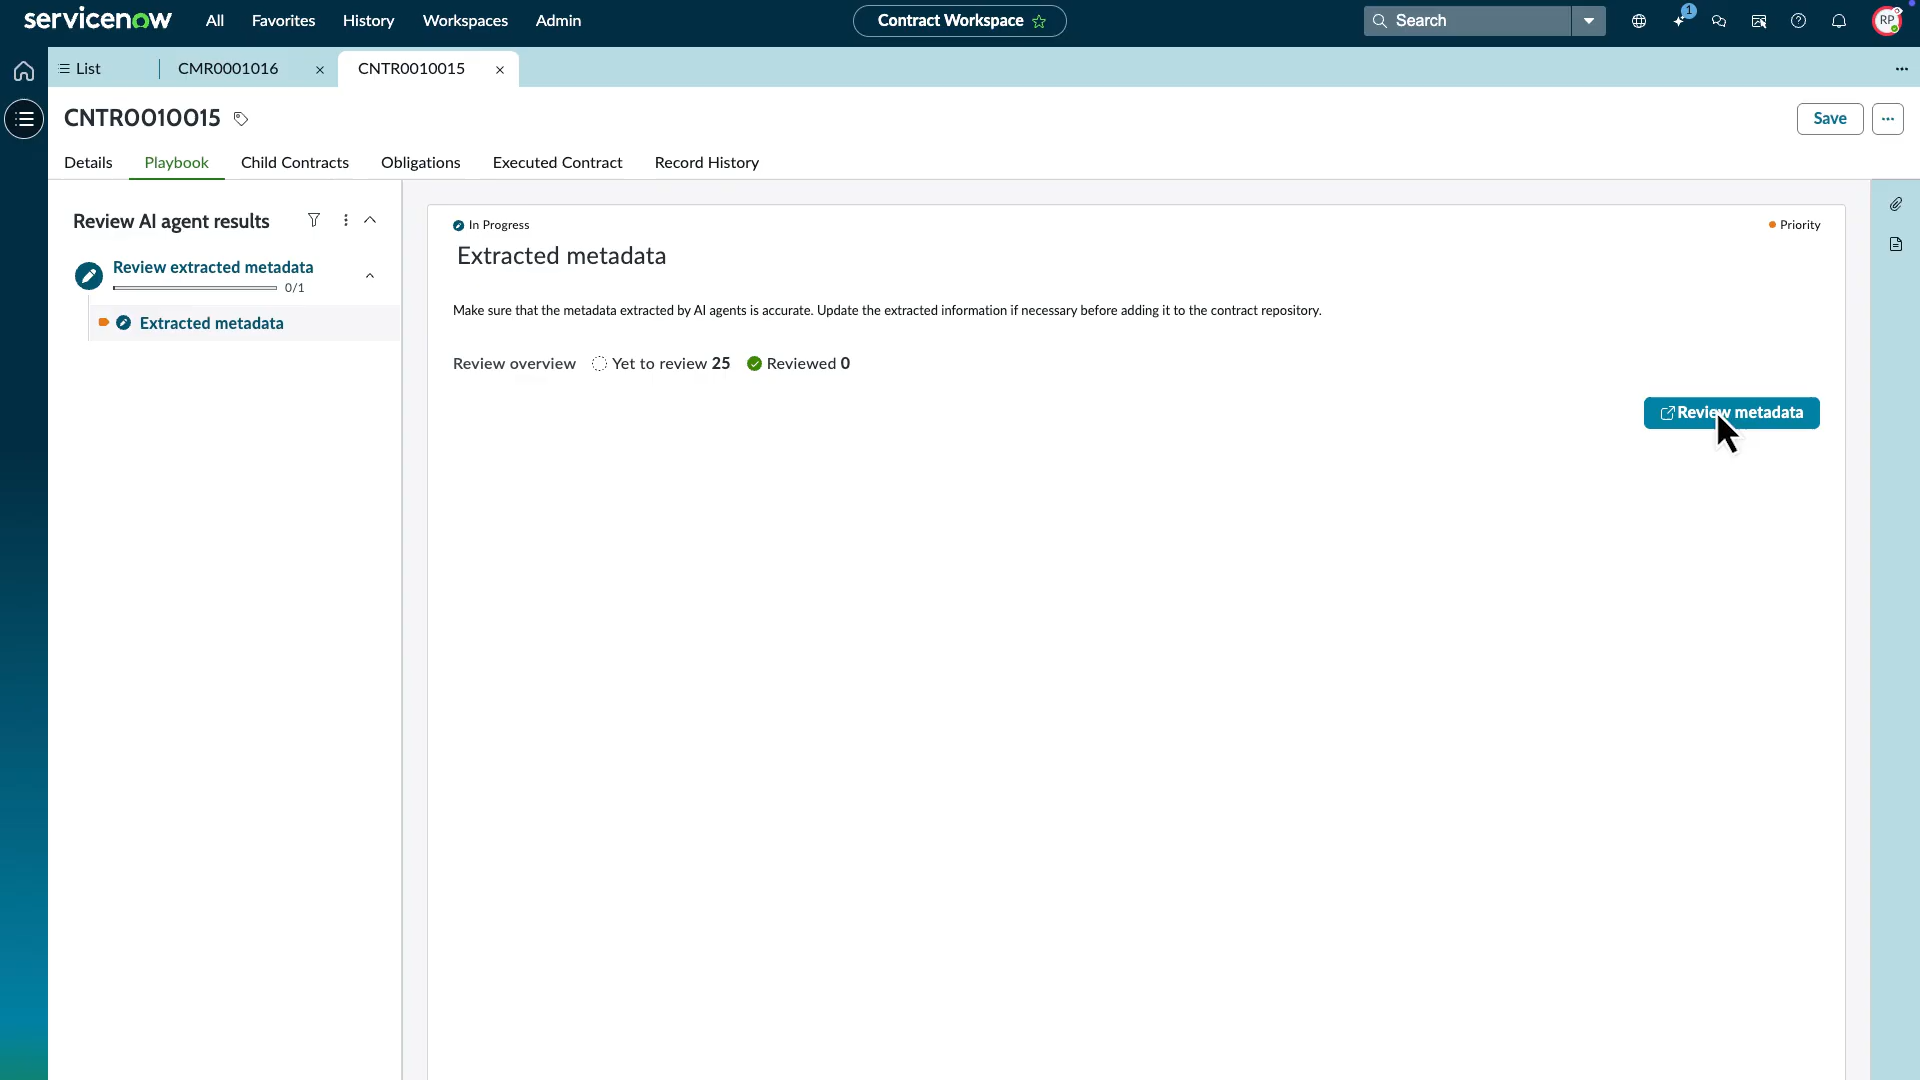 servicenow All Favorites History Workspaces Admin Contract Workspace Search 1 RP
List CMR0001016 CNTR0010015
CNTR0010015 Save
Details Playbook Child Contracts Obligations Executed Contract Record History
Review AI agent results
Review extracted metadata
0/1
Extracted metadata
In Progress Priority
Extracted metadata
Make sure that the metadata extracted by AI agents is accurate. Update the extracted information if necessary before adding it to the contract repository.
Review overview Yet to review 25 Reviewed 0
Review metadata